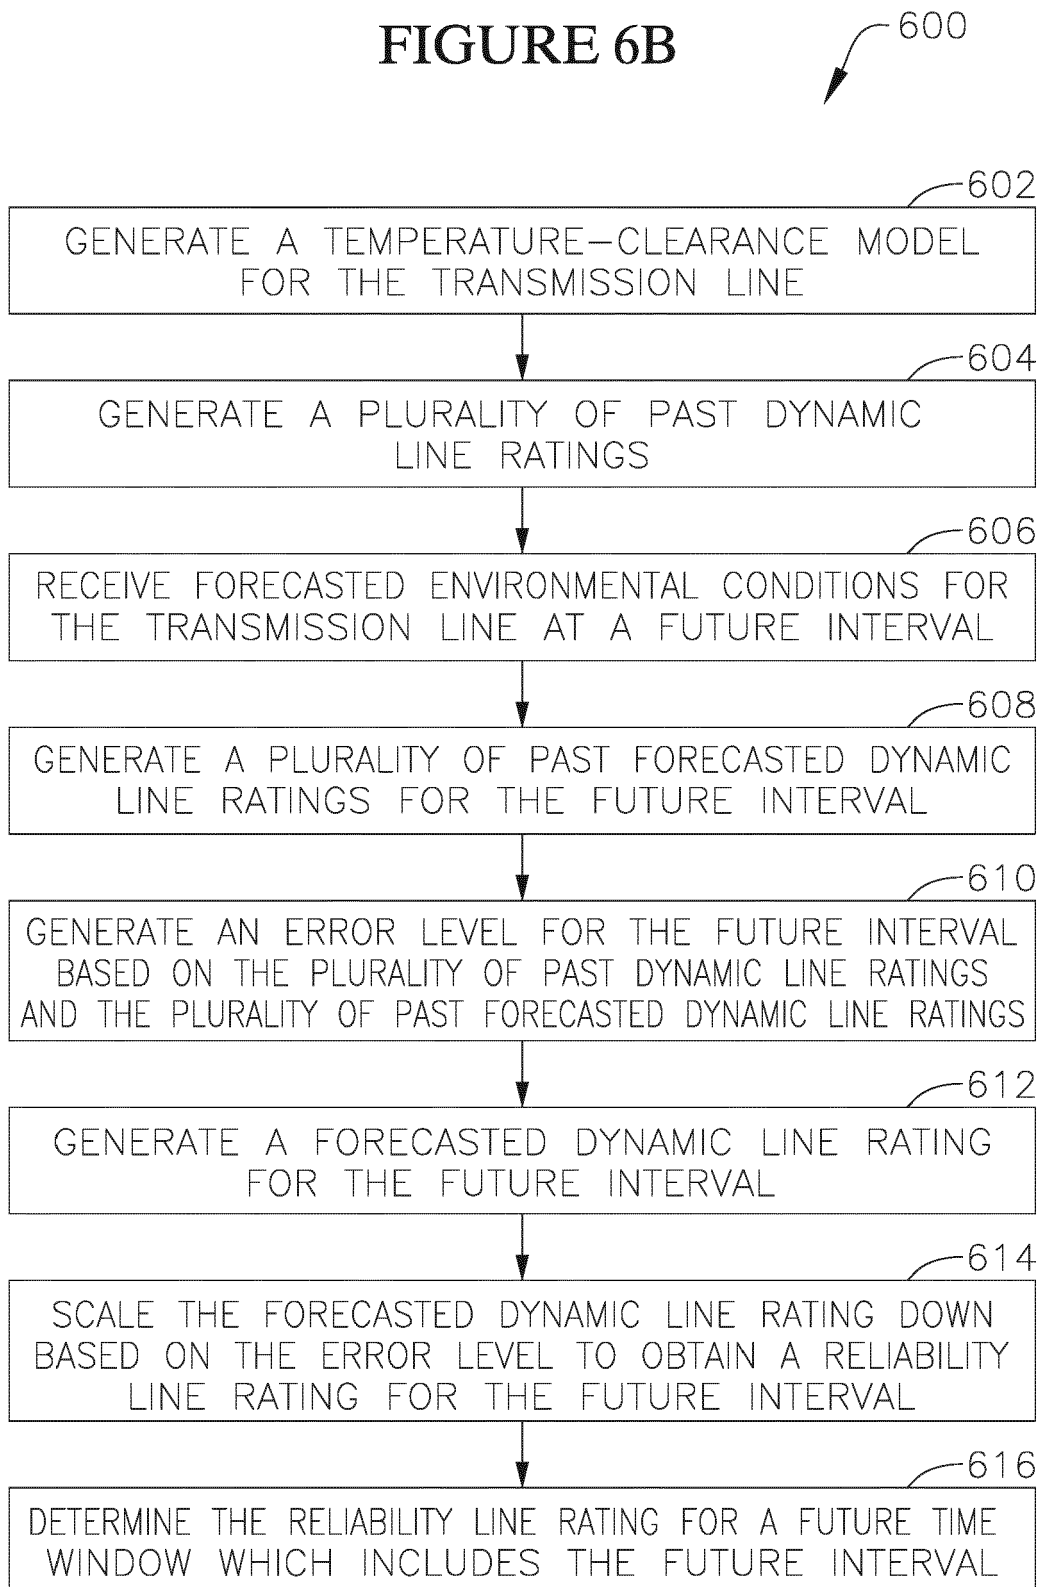 FIGURE 6B
600
602
GENERATE A TEMPERATURE-CLEARANCE MODEL
FOR THE TRANSMISSION LINE
604
GENERATE A PLURALITY OF PAST DYNAMIC
LINE RATINGS
606
RECEIVE FORECASTED ENVIRONMENTAL CONDITIONS FOR
THE TRANSMISSION LINE AT A FUTURE INTERVAL
608
GENERATE A PLURALITY OF PAST FORECASTED DYNAMIC
LINE RATINGS FOR THE FUTURE INTERVAL
610
GENERATE AN ERROR LEVEL FOR THE FUTURE INTERVAL
BASED ON THE PLURALITY OF PAST DYNAMIC LINE RATINGS
AND THE PLURALITY OF PAST FORECASTED DYNAMIC LINE RATINGS
612
GENERATE A FORECASTED DYNAMIC LINE RATING
FOR THE FUTURE INTERVAL
614
SCALE THE FORECASTED DYNAMIC LINE RATING DOWN
BASED ON THE ERROR LEVEL TO OBTAIN A RELIABILITY
LINE RATING FOR THE FUTURE INTERVAL
616
DETERMINE THE RELIABILITY LINE RATING FOR A FUTURE TIME
WINDOW WHICH INCLUDES THE FUTURE INTERVAL